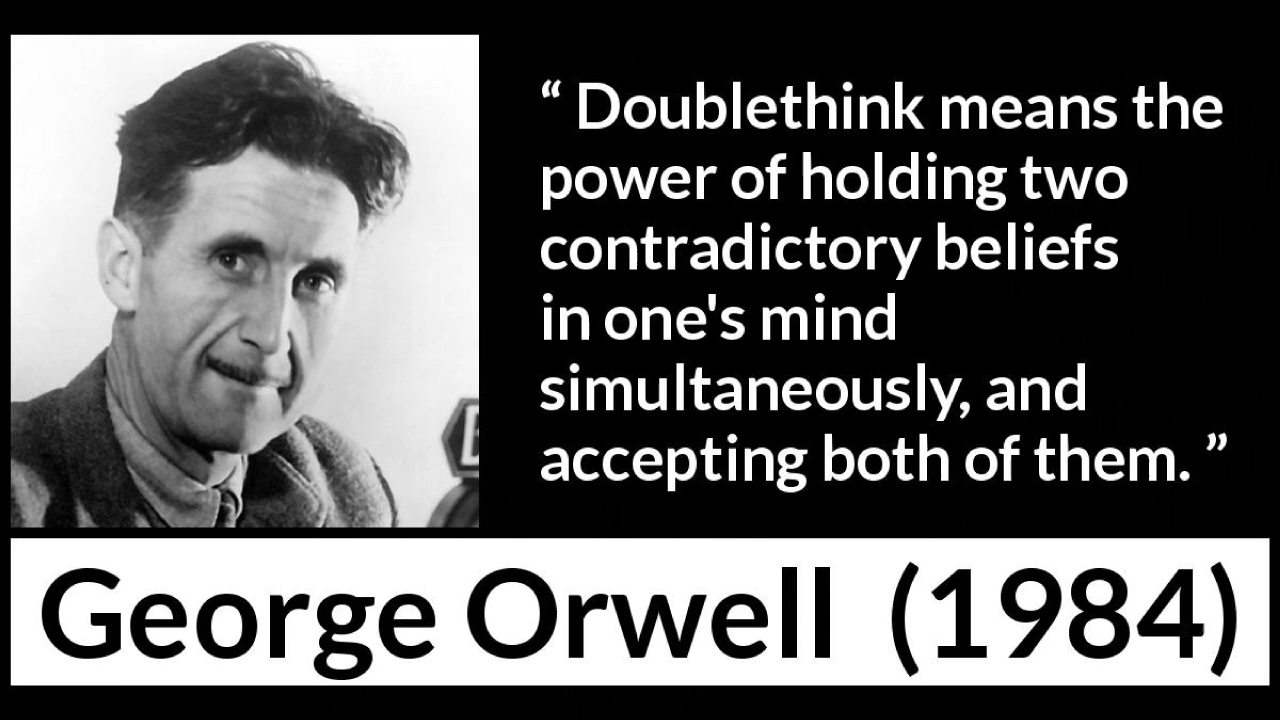 “ Doublethink means the
power of holding two
contradictory beliefs
in one's mind
simultaneously, and
accepting both of them. ”
George Orwell (1984)